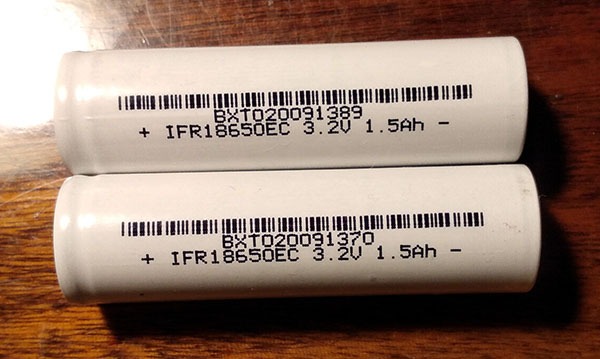 BXT020091389
+ IFR18650EC 3.2V 1.5Ah -
BXT020091370
+ IFR18650EC 3.2V 1.5Ah -